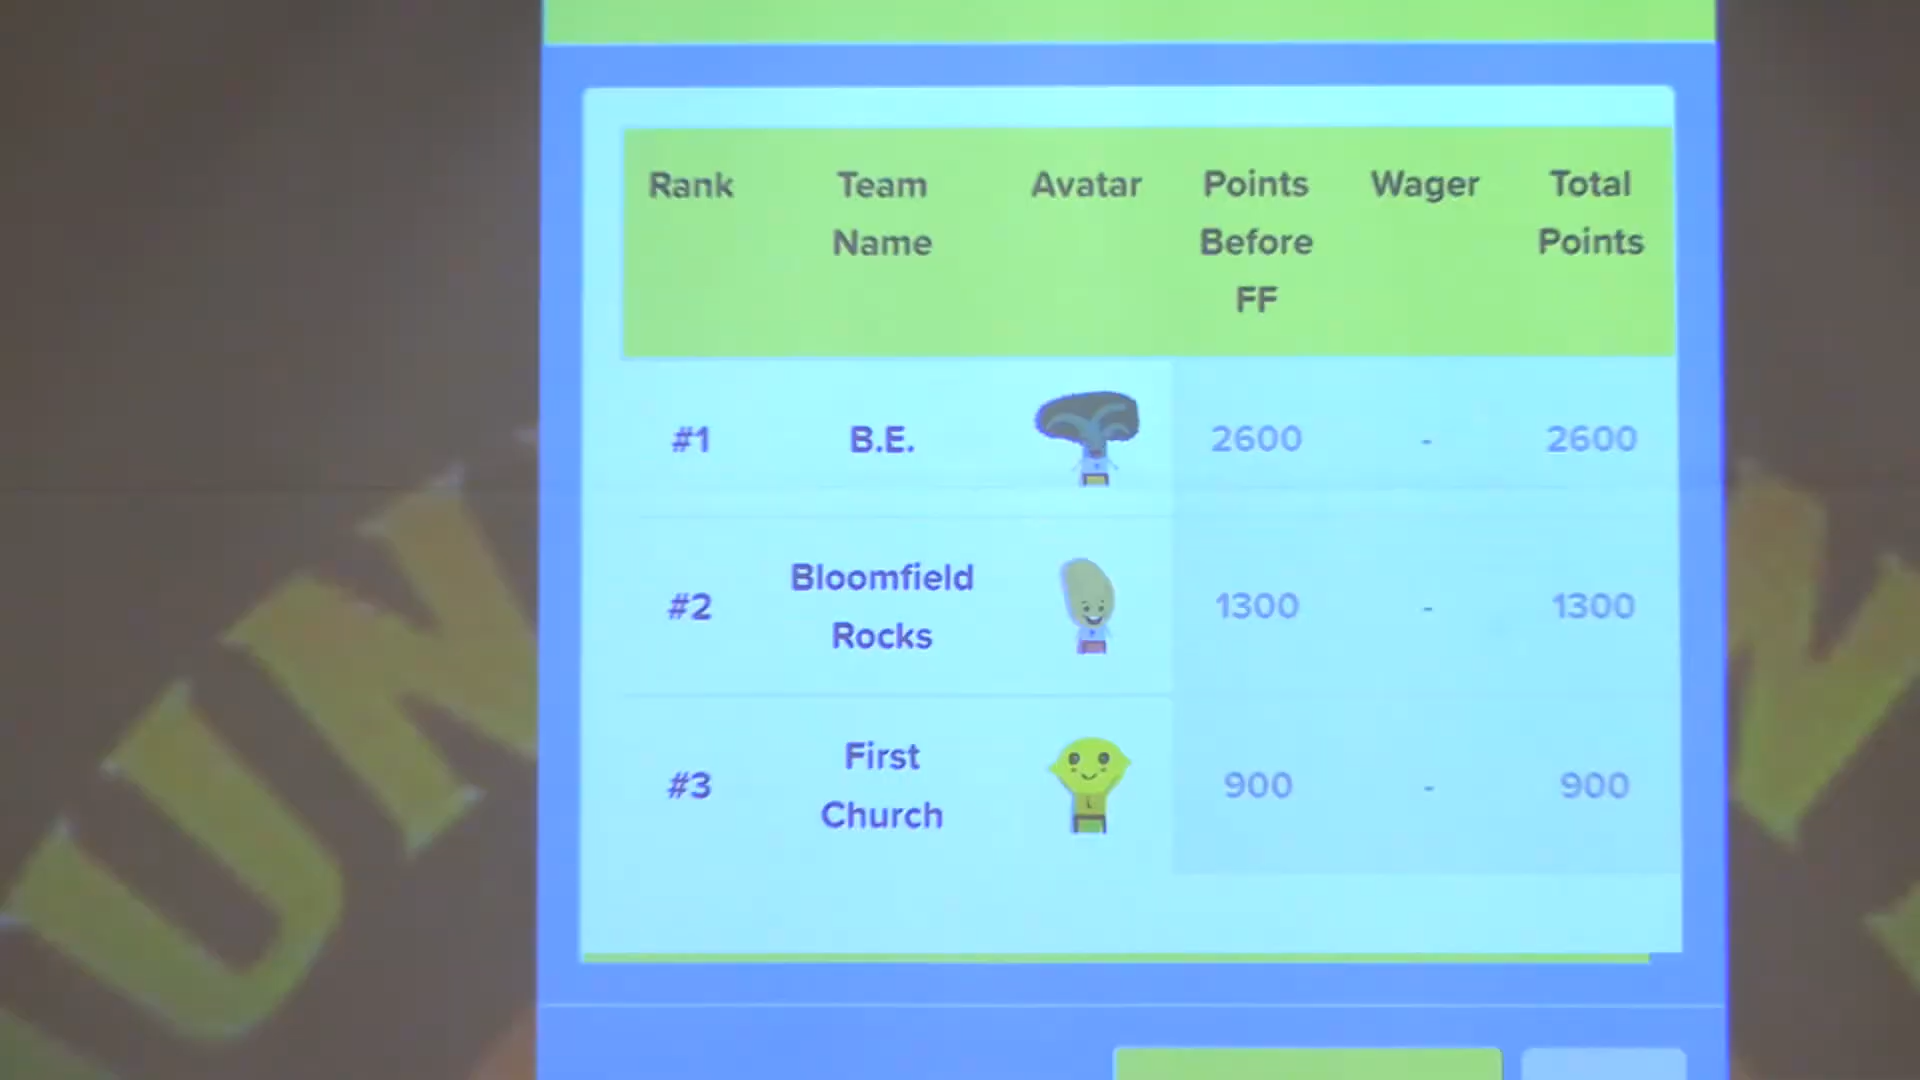 Rank Team Name Avatar Points Before FF Wager Total Points
#1 B.E. 2600 - 2600
#2 Bloomfield Rocks 1300 - 1300
#3 First Church 900 - 900